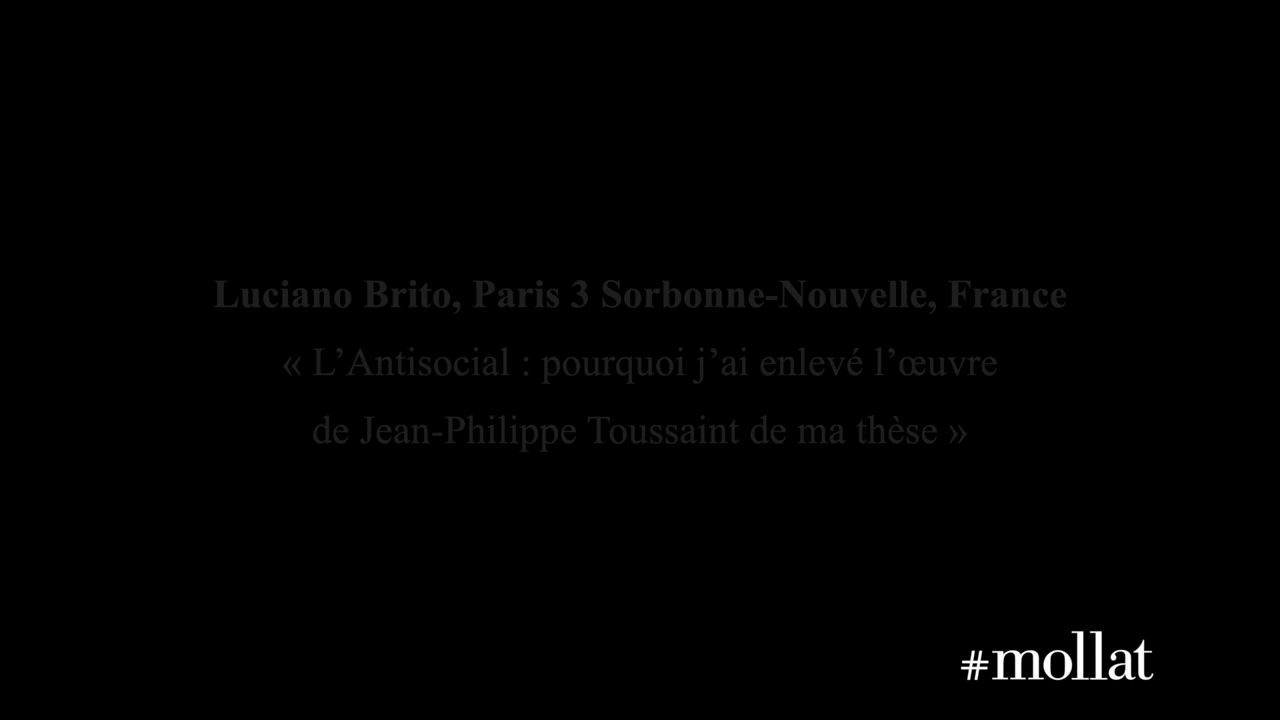 Luciano Brito, Paris 3 Sorbonne-Nouvelle, France
« L’Antisocial : pourquoi j’ai enlevé l’œuvre
de Jean-Philippe Toussaint de ma thèse »
#mollat